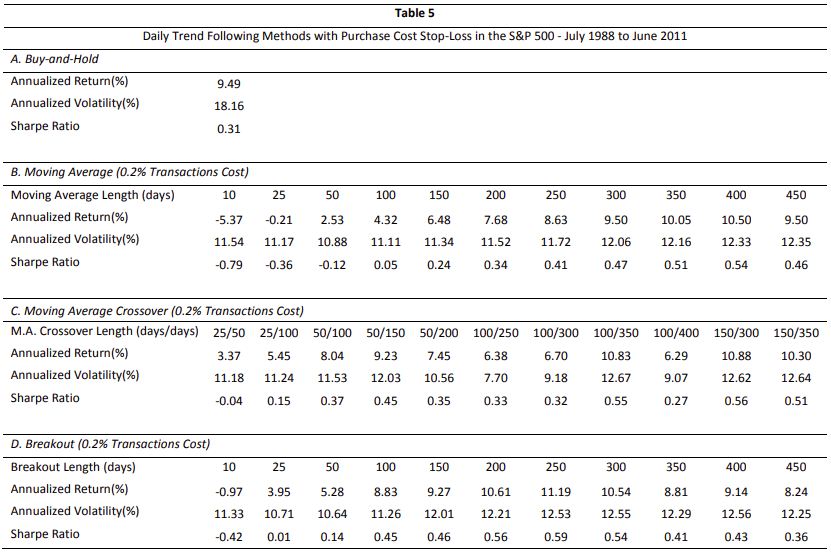 Table 5
Daily Trend Following Methods with Purchase Cost Stop-Loss in the S&P 500 - July 1988 to June 2011
A. Buy-and-Hold
Annualized Return(%) 9.49
Annualized Volatility(%) 18.16
Sharpe Ratio 0.31
B. Moving Average (0.2% Transactions Cost)
Moving Average Length (days) 10 25 50 100 150 200 250 300 350 400 450
Annualized Return(%) -5.37 -0.21 2.53 4.32 6.48 7.68 8.63 9.50 10.05 10.50 9.50
Annualized Volatility(%) 11.54 11.17 10.88 11.11 11.34 11.52 11.72 12.06 12.16 12.33 12.35
Sharpe Ratio -0.79 -0.36 -0.12 0.05 0.24 0.34 0.41 0.47 0.51 0.54 0.46
C. Moving Average Crossover (0.2% Transactions Cost)
M.A. Crossover Length (days/days) 25/50 25/100 50/100 50/150 50/200 100/250 100/300 100/350 100/400 150/300 150/350
Annualized Return(%) 3.37 5.45 8.04 9.23 7.45 6.38 6.70 10.83 6.29 10.88 10.30
Annualized Volatility(%) 11.18 11.24 11.53 12.03 10.56 7.70 9.18 12.67 9.07 12.62 12.64
Sharpe Ratio -0.04 0.15 0.37 0.45 0.35 0.33 0.32 0.55 0.27 0.56 0.51
D. Breakout (0.2% Transactions Cost)
Breakout Length (days) 10 25 50 100 150 200 250 300 350 400 450
Annualized Return(%) -0.97 3.95 5.28 8.83 9.27 10.61 11.19 10.54 8.81 9.14 8.24
Annualized Volatility(%) 11.33 10.71 10.64 11.26 12.01 12.21 12.53 12.55 12.29 12.56 12.25
Sharpe Ratio -0.42 0.01 0.14 0.45 0.46 0.56 0.59 0.54 0.41 0.43 0.36